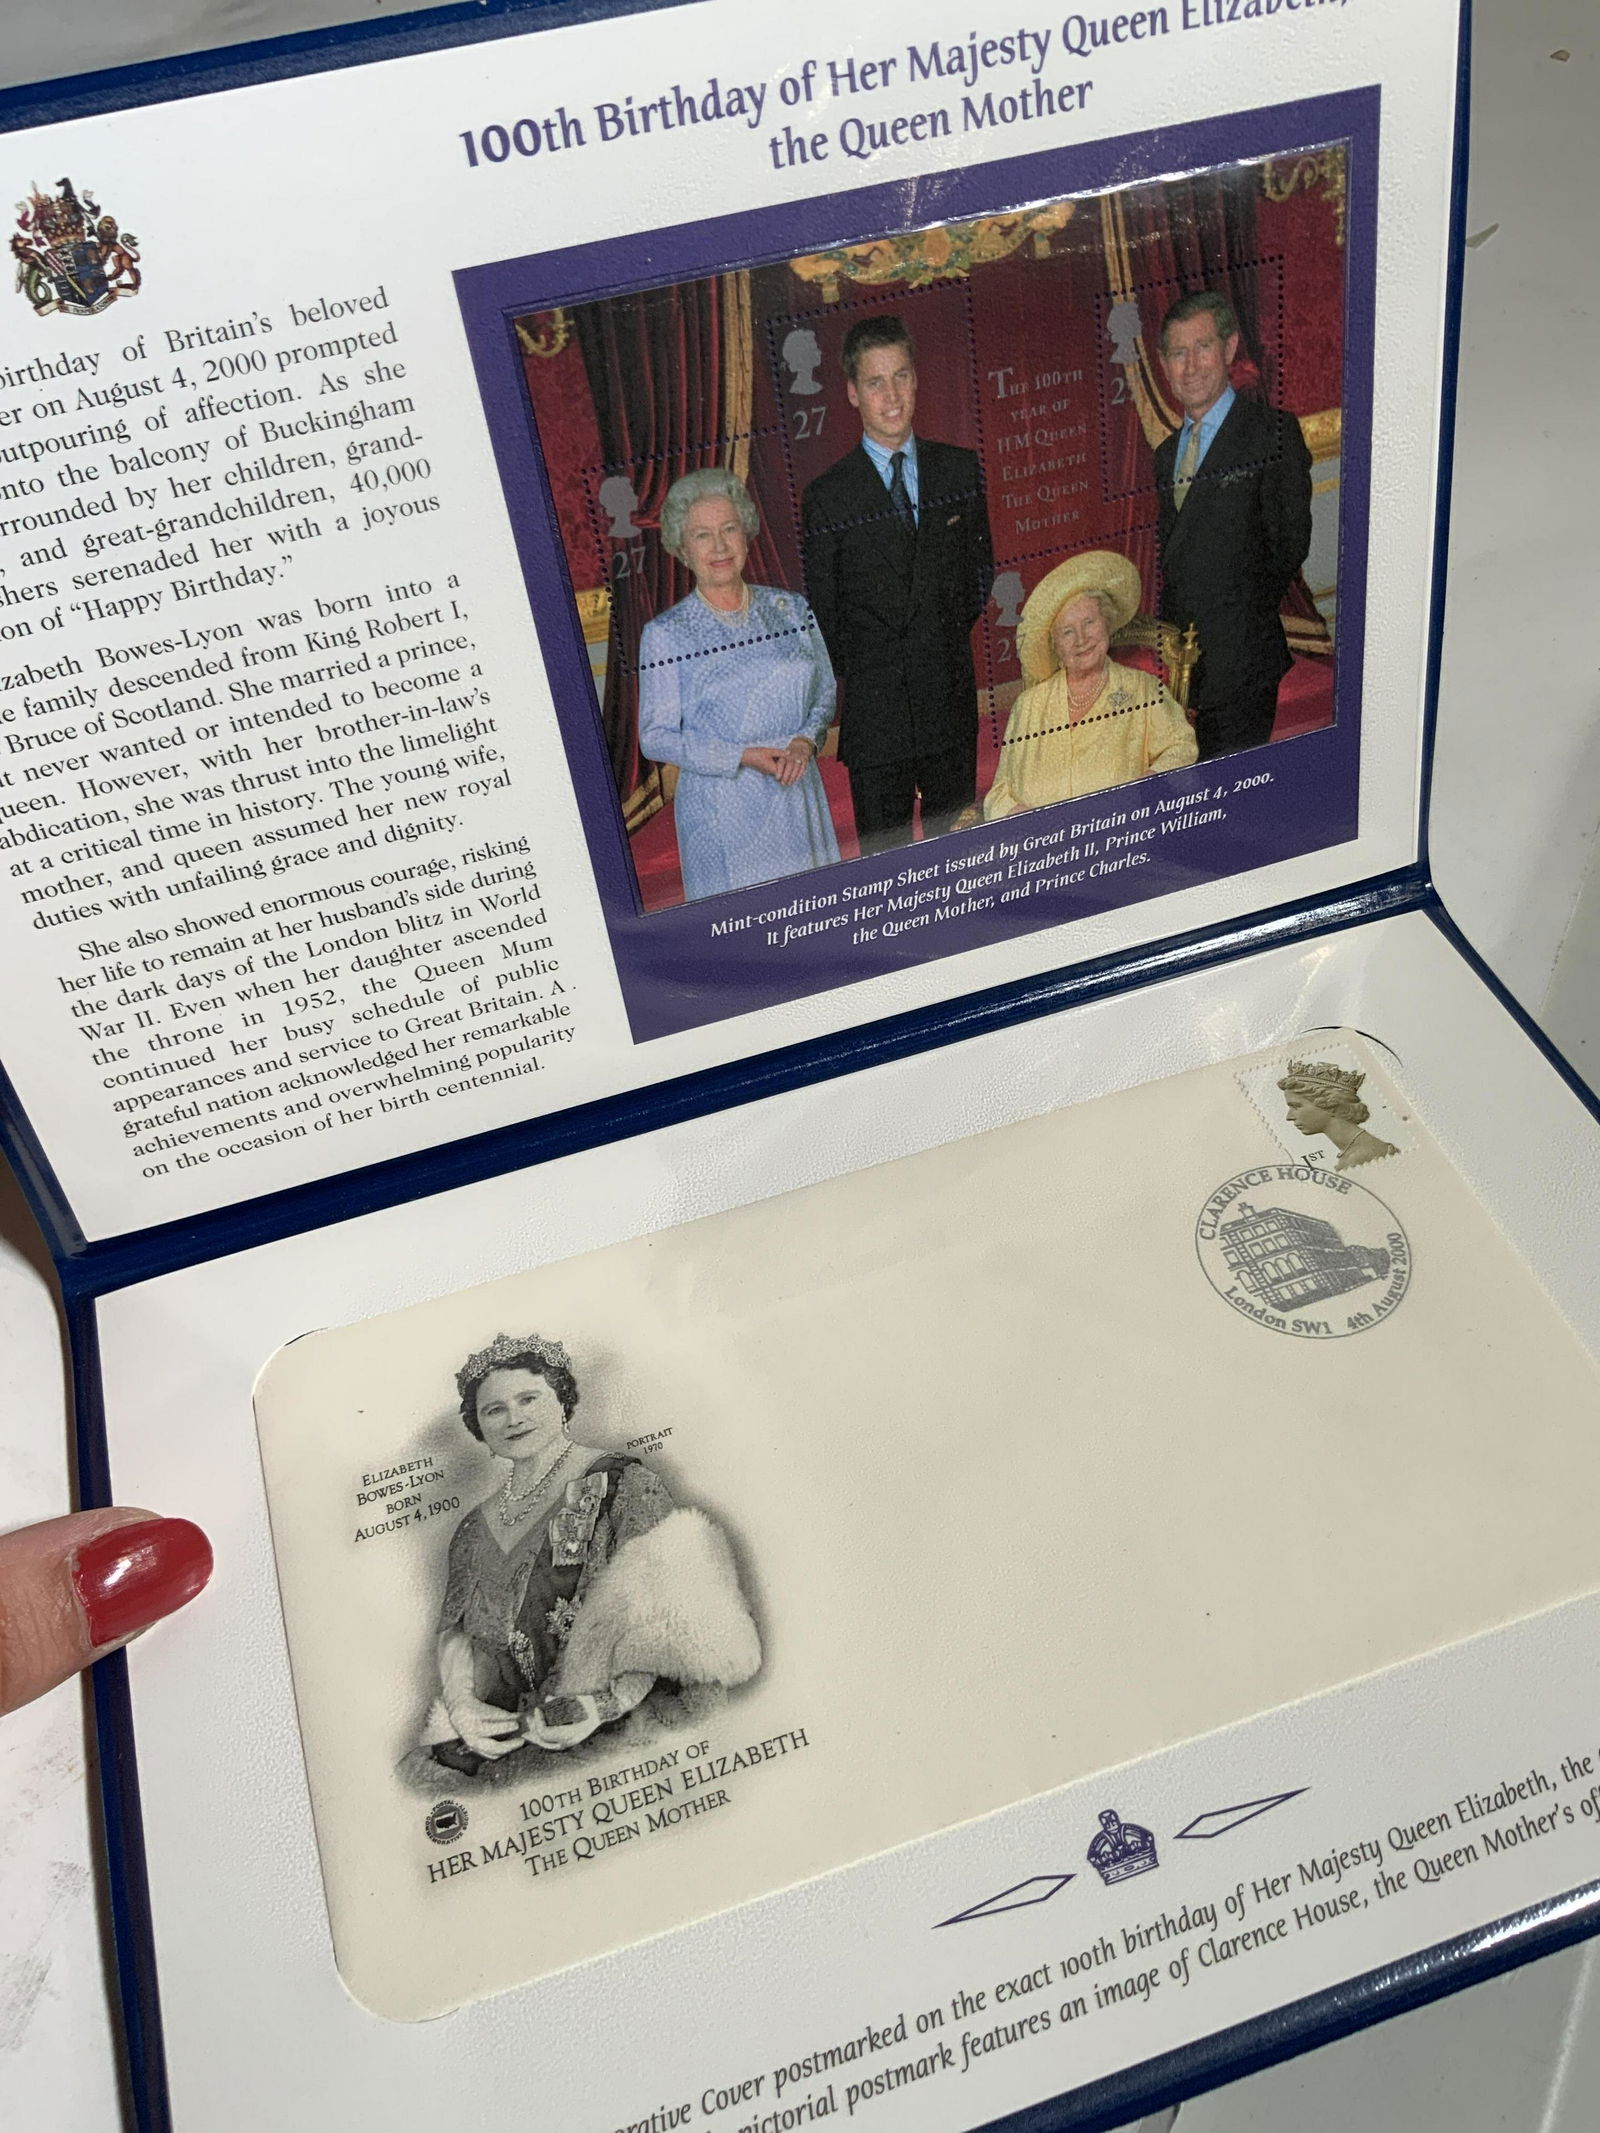 100th Birthday of Her Majesty Queen Elizabeth,
the Queen Mother
birthday of Britain's beloved
er on August 4, 2000 prompted
outpouring of affection. As she
onto the balcony of Buckingham
rrounded by her children, grand-
, and great-grandchildren, 40,000
shers serenaded her with a joyous
ion of “Happy Birthday.”
izabeth Bowes-Lyon was born into a
le family descended from King Robert I,
Bruce of Scotland. She married a prince,
t never wanted or intended to become a
ueen. However, with her brother-in-law's
abdication, she was thrust into the limelight
at a critical time in history. The young wife,
mother, and queen assumed her new royal
duties with unfailing grace and dignity.
She also showed enormous courage, risking
her life to remain at her husband's side during
the dark days of the London blitz in World
War II. Even when her daughter ascended
the throne in 1952, the Queen Mum
continued her busy schedule of public
appearances and service to Great Britain. A
grateful nation acknowledged her remarkable
achievements and overwhelming popularity
on the occasion of her birth centennial.
27
27
27
27
THE 100TH
YEAR OF
HM QUEEN
ELIZABETH
THE QUEEN
MOTHER
Mint-condition Stamp Sheet issued by Great Britain on August 4, 2000.
It features Her Majesty Queen Elizabeth II, Prince William,
the Queen Mother, and Prince Charles.
1ST
CLARENCE HOUSE
London SW1 4th August 2000
ELIZABETH
BOWES-LYON
BORN
AUGUST 4, 1900
PORTRAIT
1970
100TH BIRTHDAY OF
HER MAJESTY QUEEN ELIZABETH
THE QUEEN MOTHER
orative Cover postmarked on the exact 100th birthday of Her Majesty Queen Elizabeth, the
pictorial postmark features an image of Clarence House, the Queen Mother's of